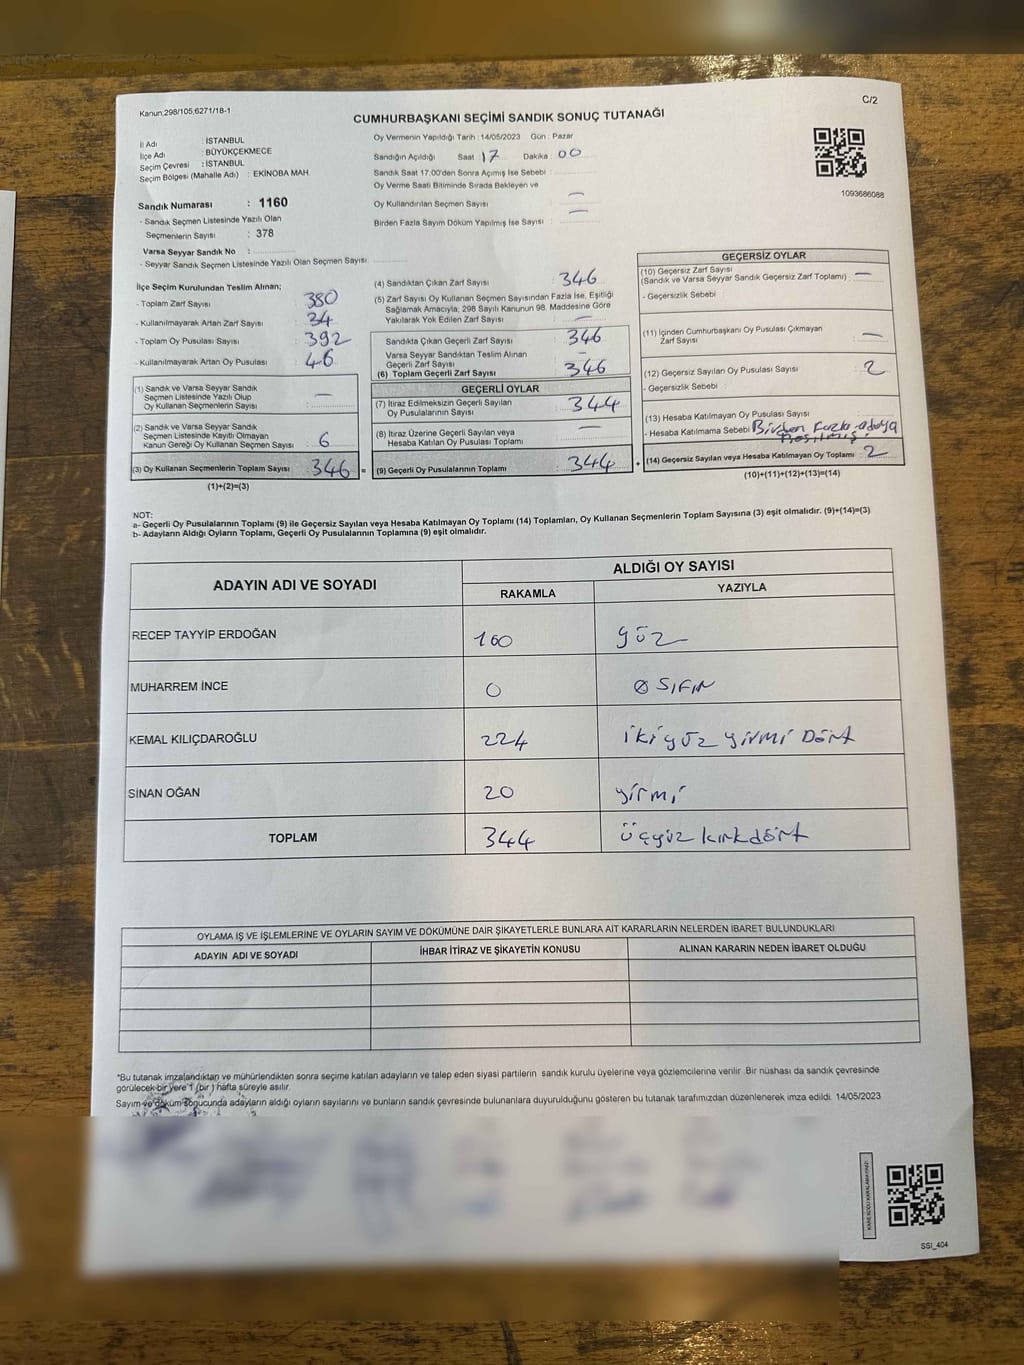 Kanun,298/105,6271/18-1
C/2
CUMHURBAŞKANI SEÇİMİ SANDIK SONUÇ TUTANAĞI
İl Adı : İSTANBUL
İlçe Adı : BÜYÜKÇEKMECE
Seçim Çevresi : İSTANBUL
Seçim Bölgesi (Mahalle Adı) : EKİNOBA MAH.
Sandık Numarası : 1160
- Sandık Seçmen Listesinde Yazılı Olan
Seçmenlerin Sayısı : 378
Varsa Seyyar Sandık No :
- Seyyar Sandık Seçmen Listesinde Yazılı Olan Seçmen Sayısı
Oy Vermenin Yapıldığı Tarih : 14/05/2023 Gün : Pazar
Sandığın Açıldığı Saat : 17 Dakika : 00
Sandık Saat 17:00'den Sonra Açımış İse Sebebi :
Oy Verme Saati Bitiminde Sırada Bekleyen ve
Oy Kullandırılan Seçmen Sayısı : —
Birden Fazla Sayım Döküm Yapılmış İse Sayısı : —
1093686088
İlçe Seçim Kurulundan Teslim Alınan;
- Toplam Zarf Sayısı : 380
- Kullanılmayarak Artan Zarf Sayısı : 34
- Toplam Oy Pusulası Sayısı : 392
- Kullanılmayarak Artan Oy Pusulası : 46
(1) Sandık ve Varsa Seyyar Sandık
Seçmen Listesinde Yazılı Olup
Oy Kullanan Seçmenlerin Sayısı : —
(2) Sandık ve Varsa Seyyar Sandık
Seçmen Listesinde Kayıtlı Olmayan
Kanun Gereği Oy Kullanan Seçmen Sayısı : 6
(3) Oy Kullanan Seçmenlerin Toplam Sayısı : 346 =
(1)+(2)=(3)
(4) Sandıktan Çıkan Zarf Sayısı : 346
(5) Zarf Sayısı Oy Kullanan Seçmen Sayısından Fazla İse, Eşitliği
Sağlamak Amacıyla; 298 Sayılı Kanunun 98. Maddesine Göre
Yakılarak Yok Edilen Zarf Sayısı : —
Sandıkta Çıkan Geçerli Zarf Sayısı : 346
Varsa Seyyar Sandıktan Teslim Alınan
Geçerli Zarf Sayısı : —
(6) Toplam Geçerli Zarf Sayısı : 346
GEÇERLİ OYLAR
(7) İtiraz Edilmeksizin Geçerli Sayılan
Oy Pusulalarının Sayısı : 344
(8) İtiraz Üzerine Geçerli Sayılan veya
Hesaba Katılan Oy Pusulası Toplamı : —
(9) Geçerli Oy Pusulalarının Toplamı : 344 +
GEÇERSİZ OYLAR
(10) Geçersiz Zarf Sayısı
(Sandık ve Varsa Seyyar Sandık Geçersiz Zarf Toplamı) : —
- Geçersizlik Sebebi :
(11) İçinden Cumhurbaşkanı Oy Pusulası Çıkmayan
Zarf Sayısı : —
(12) Geçersiz Sayılan Oy Pusulası Sayısı : 2
- Geçersizlik Sebebi :
(13) Hesaba Katılmayan Oy Pusulası Sayısı :
- Hesaba Katılmama Sebebi : Birden Fazla adaya
basılmış.
(14) Geçersiz Sayılan veya Hesaba Katılmayan Oy Toplamı : 2
(10)+(11)+(12)+(13)=(14)
NOT:
a- Geçerli Oy Pusulalarının Toplamı (9) ile Geçersiz Sayılan veya Hesaba Katılmayan Oy Toplamı (14) Toplamları, Oy Kullanan Seçmenlerin Toplam Sayısına (3) eşit olmalıdır. (9)+(14)=(3)
b- Adayların Aldığı Oyların Toplamı, Geçerli Oy Pusulalarının Toplamına (9) eşit olmalıdır.
ADAYIN ADI VE SOYADI
ALDIĞI OY SAYISI
RAKAMLA YAZIYLA
RECEP TAYYİP ERDOĞAN 100 yüz
MUHARREM İNCE 0 0 SIFIR
KEMAL KILIÇDAROĞLU 224 ikiyüz yirmi Dört
SİNAN OĞAN 20 yirmi
TOPLAM 344 üçyüz kırkdört
OYLAMA İŞ VE İŞLEMLERİNE VE OYLARIN SAYIM VE DÖKÜMÜNE DAİR ŞİKAYETLERLE BUNLARA AİT KARARLARIN NELERDEN İBARET BULUNDUKLARI
ADAYIN ADI VE SOYADI İHBAR İTİRAZ VE ŞİKAYETİN KONUSU ALINAN KARARIN NEDEN İBARET OLDUĞU
*Bu tutanak imzalandıktan ve mühürlendikten sonra seçime katılan adayların ve talep eden siyasi partilerin sandık kurulu üyelerine veya gözlemcilerine verilir. Bir nüshası da sandık çevresinde
görülecek bir yere 1 (bir) hafta süreyle asılır.
Sayım ve döküm sonucunda adayların aldığı oyların sayılarını ve bunların sandık çevresinde bulunanlara duyurulduğunu gösteren bu tutanak tarafımızdan düzenlenerek imza edildi. 14/05/2023
KARE KODU KARALAMAYINIZ!
SSİ_404